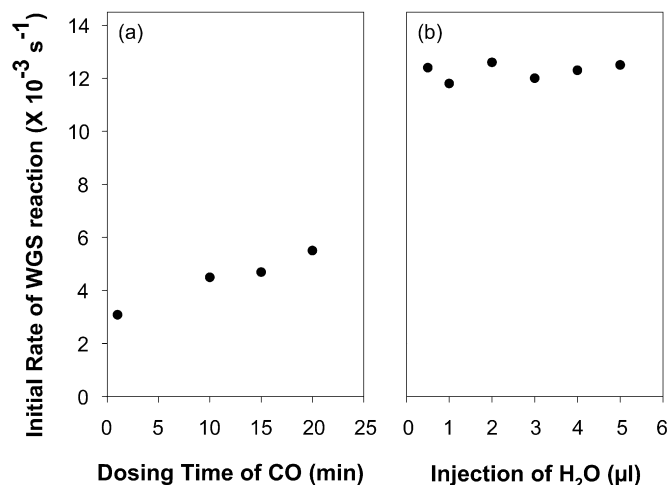 Initial Rate of WGS reaction (X 10⁻³ s⁻¹)
(a)
(b)
14
12
10
8
6
4
2
0
0 5 10 15 20 25
0 1 2 3 4 5 6
Dosing Time of CO (min)
Injection of H₂O (µl)